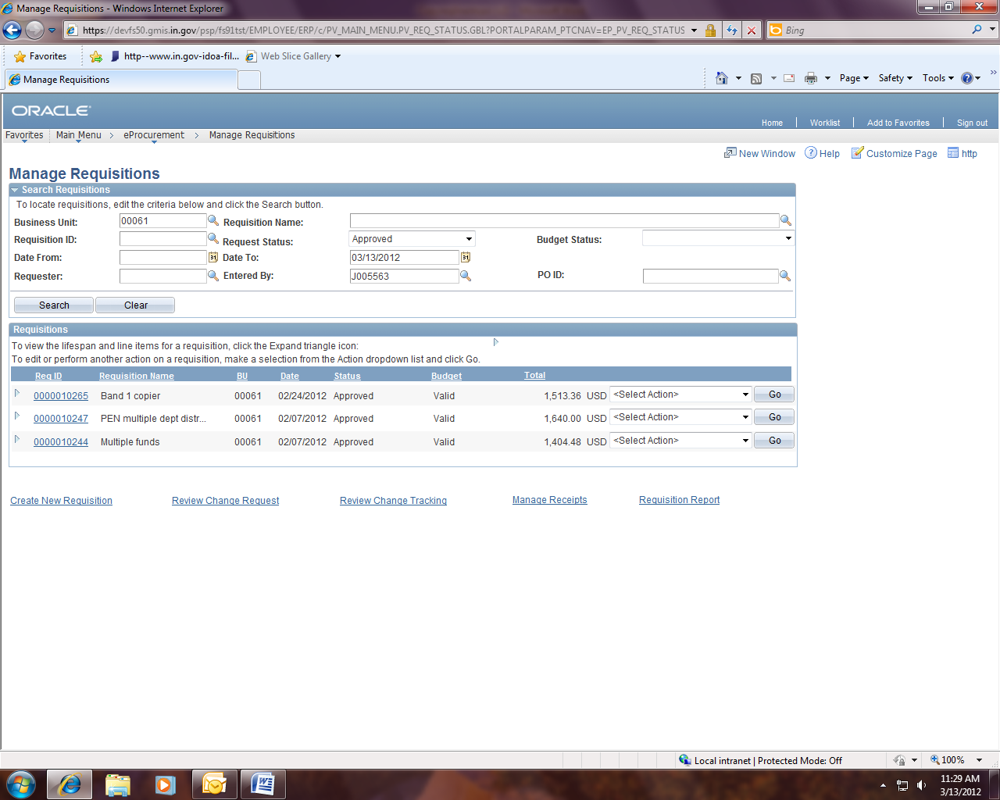 Manage Requisitions - Windows Internet Explorer
https://devfs50.gmis.in.gov/psp/fs91tst/EMPLOYEE/ERP/c/PV_MAIN_MENU.PV_REQ_STATUS.GBL?PORTALPARAM_PTCNAV=EP_PV_REQ_STATUS
Bing
Favorites http--www.in.gov-idoa-fil... Web Slice Gallery
Manage Requisitions
Page Safety Tools
ORACLE
Home Worklist Add to Favorites Sign out
Favorites Main Menu > eProcurement > Manage Requisitions
New Window Help Customize Page http
Manage Requisitions
Search Requisitions
To locate requisitions, edit the criteria below and click the Search button.
Business Unit: 00061 Requisition Name:
Requisition ID: Request Status: Approved Budget Status:
Date From: Date To: 03/13/2012
Requester: Entered By: J005563 PO ID:
Search Clear
Requisitions
To view the lifespan and line items for a requisition, click the Expand triangle icon:
To edit or perform another action on a requisition, make a selection from the Action dropdown list and click Go.
Req ID Requisition Name BU Date Status Budget Total
0000010265 Band 1 copier 00061 02/24/2012 Approved Valid 1,513.36 USD <Select Action> Go
0000010247 PEN multiple dept distr... 00061 02/07/2012 Approved Valid 1,640.00 USD <Select Action> Go
0000010244 Multiple funds 00061 02/07/2012 Approved Valid 1,404.48 USD <Select Action> Go
Create New Requisition Review Change Request Review Change Tracking Manage Receipts Requisition Report
Local intranet | Protected Mode: Off 100%
11:29 AM
3/13/2012